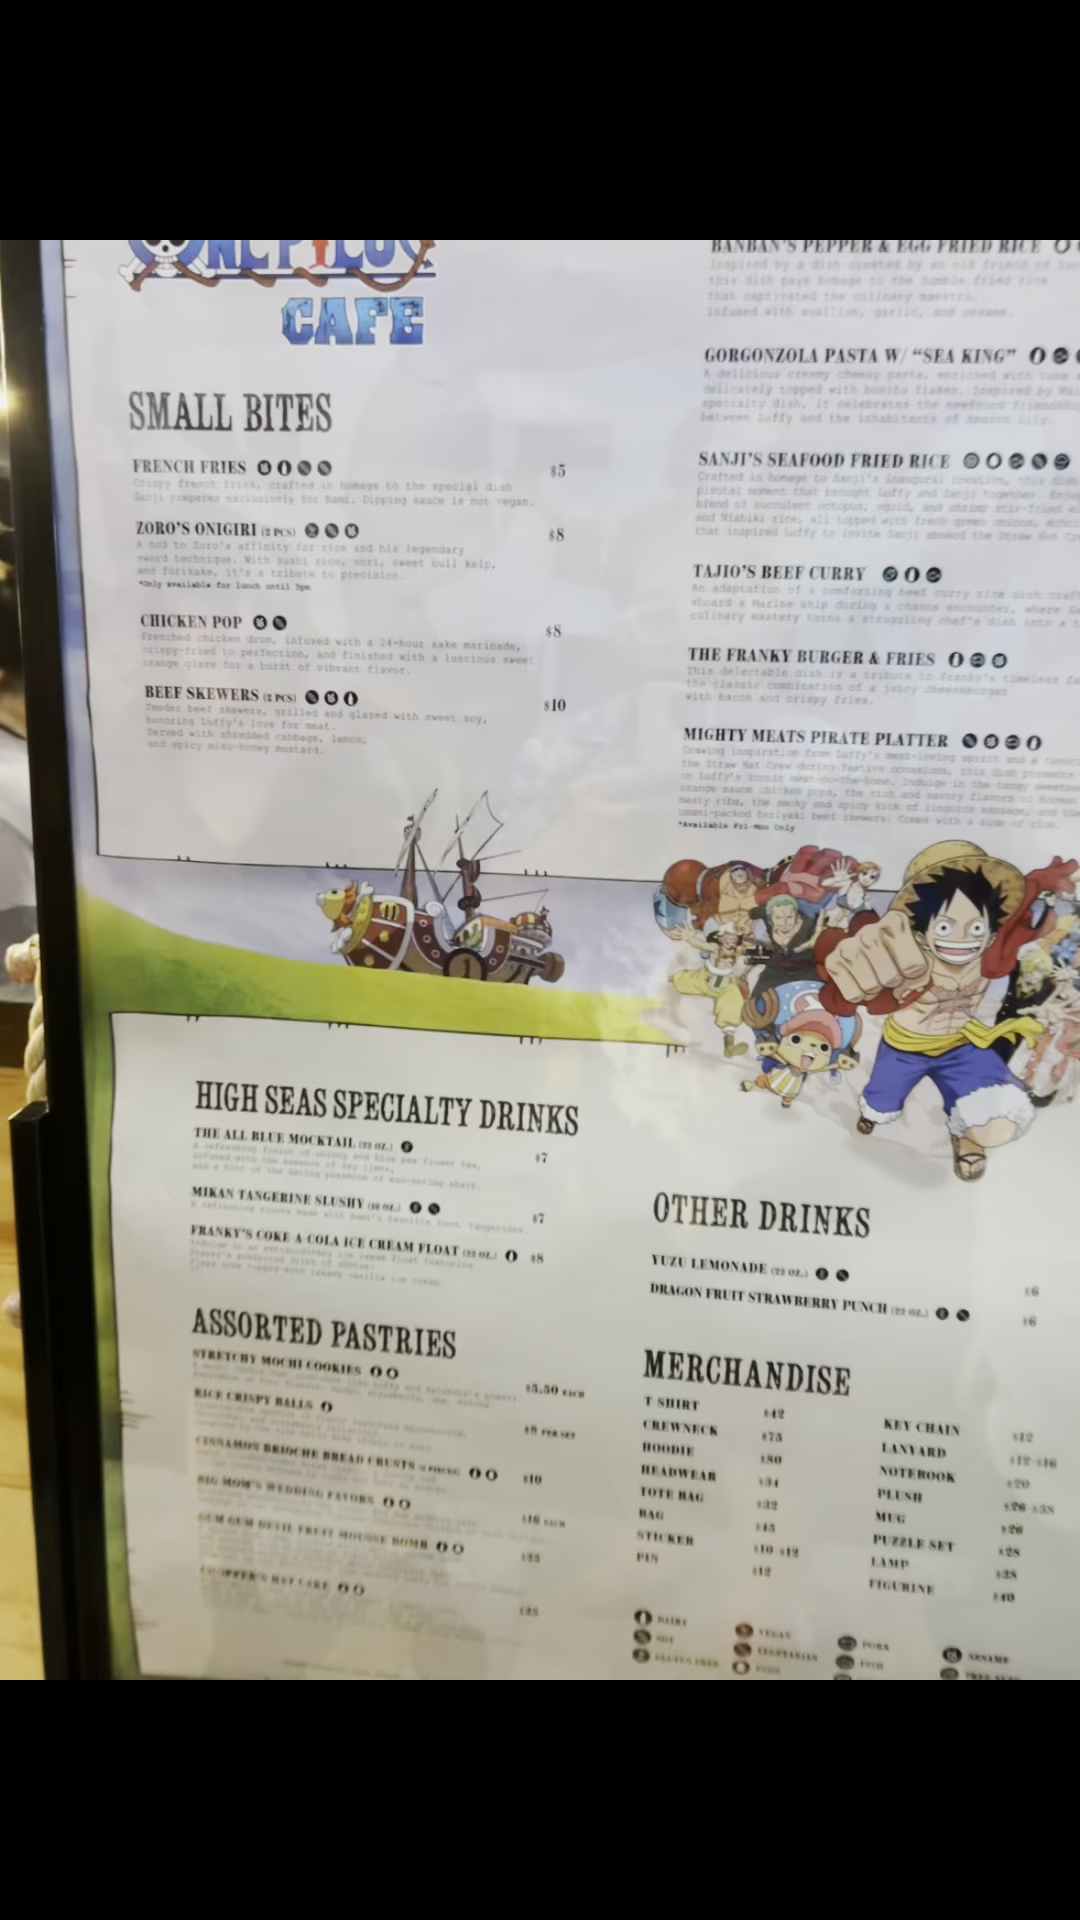 ONE PIECE
CAFE
SMALL BITES
FRENCH FRIES $5
Crispy french fries, crafted in homage to the special dish
Sanji prepares exclusively for Nami. Dipping sauce is not vegan.
ZORO'S ONIGIRI (2 PCS) $8
A nod to Zoro's affinity for rice and his legendary
sword technique. With sushi rice, nori, sweet bull kelp,
and furikake, it's a tribute to precision.
*Only available for lunch until 5pm
CHICKEN POP $8
Frenched chicken drum, infused with a 24-hour sake marinade,
crispy-fried to perfection, and finished with a luscious sweet
orange glaze for a burst of vibrant flavor.
BEEF SKEWERS (2 PCS) $10
Tender beef skewers, grilled and glazed with sweet soy,
honoring Luffy's love for meat.
Served with shredded cabbage, lemon,
and spicy miso-honey mustard.
BANBAN'S PEPPER & EGG FRIED RICE
Inspired by a dish created by an old friend of
this dish pays homage to the humble fried rice
that captivated the culinary maestro.
Infused with scallion, garlic, and sesame.
GORGONZOLA PASTA W/ "SEA KING"
A delicious creamy cheesy pasta, enriched with tuna
delicately topped with bonito flakes. Inspired by
specialty dish, it celebrates the newfound friendship
between Luffy and the inhabitants of Amazon Lily.
SANJI'S SEAFOOD FRIED RICE
Crafted in homage to Sanji's inaugural creation, this dish
pivotal moment that brought Luffy and Sanji together. Enjoy
blend of succulent octopus, squid, and shrimp stir-fried
and Nishiki rice, all topped with fresh green onions,
that inspired Luffy to invite Sanji aboard the Straw Hat
TAJIO'S BEEF CURRY
An adaptation of a comforting beef curry rice dish
aboard a Marine ship during a chance encounter, where
culinary mastery turns a struggling chef's dish into a
THE FRANKY BURGER & FRIES
This delectable dish is a tribute to Franky's timeless
the classic combination of a juicy cheeseburger
with bacon and crispy fries.
MIGHTY MEATS PIRATE PLATTER
Drawing inspiration from Luffy's meat-loving spirit and a
the Straw Hat Crew during festive occasions, this dish presents
on Luffy's iconic meat-on-the-bone. Indulge in the tangy
orange sauce chicken pops, the rich and savory flavors of
meaty ribs, the smoky and spicy kick of linguica sausage, and the
umami-packed teriyaki beef skewers. Comes with a side of rice.
*Available Fri-Mon Only
HIGH SEAS SPECIALTY DRINKS
THE ALL BLUE MOCKTAIL (22 OZ.) $7
A refreshing fusion of oolong and blue pea flower tea,
infused with the essence of key limes,
and a hint of the daring presence of man-eating shark.
MIKAN TANGERINE SLUSHY (16 OZ.) $7
A refreshing slushy made with Nami's favorite food, tangerines.
FRANKY'S COKE A COLA ICE CREAM FLOAT (22 OZ.) $8
Indulge in an extraordinary ice cream float featuring
Franky's preferred drink of choice:
Fizzy coke topped with creamy vanilla ice cream.
ASSORTED PASTRIES
STRETCHY MOCHI COOKIES $5.50 EACH
RICE CRISPY BALLS $8 PER SET
CINNAMON BRIOCHE BREAD CRUSTS $10
BIG MOM'S WEDDING FAVORS $16 EACH
GUM GUM DEVIL FRUIT MOUSSE BOMB $25
CHOPPER'S HAT CAKE $25
OTHER DRINKS
YUZU LEMONADE (22 OZ.) $6
DRAGON FRUIT STRAWBERRY PUNCH (22 OZ.) $6
MERCHANDISE
T SHIRT $42
CREWNECK $75
HOODIE $80
HEADWEAR $34
TOTE BAG $32
BAG $45
STICKER $10-$12
PIN $12
KEY CHAIN $12
LANYARD $12-$16
NOTEBOOK $20
PLUSH $26-$38
MUG $26
PUZZLE SET $28
LAMP $38
FIGURINE $40
DAIRY
SOY
GLUTEN FREE
VEGAN
VEGETARIAN
EGGS
PORK
FISH
SESAME
TREE NUTS